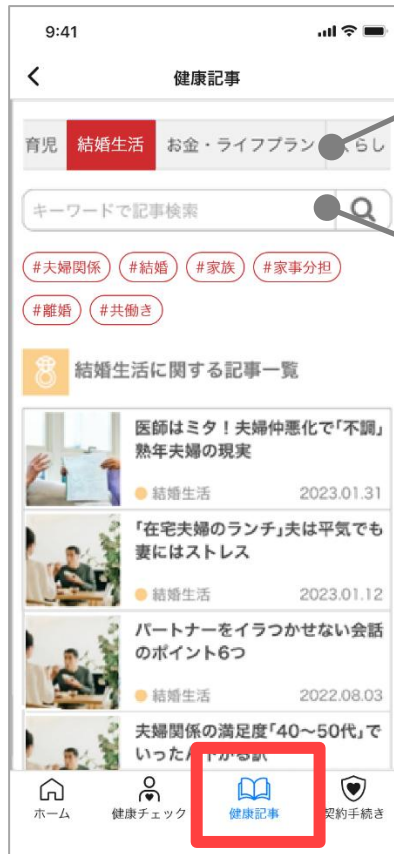 9:41
健康記事
育児 結婚生活 お金・ライフプラン らし
キーワードで記事検索
#夫婦関係 #結婚 #家族 #家事分担
#離婚 #共働き
結婚生活に関する記事一覧
医師はミタ！夫婦仲悪化で「不調」
熟年夫婦の現実
結婚生活 2023.01.31
「在宅夫婦のランチ」夫は平気でも
妻にはストレス
結婚生活 2023.01.12
パートナーをイラつかせない会話
のポイント6つ
結婚生活 2022.08.03
夫婦関係の満足度「40～50代」で
いったん下がる訳
ホーム 健康チェック 健康記事 契約手続き